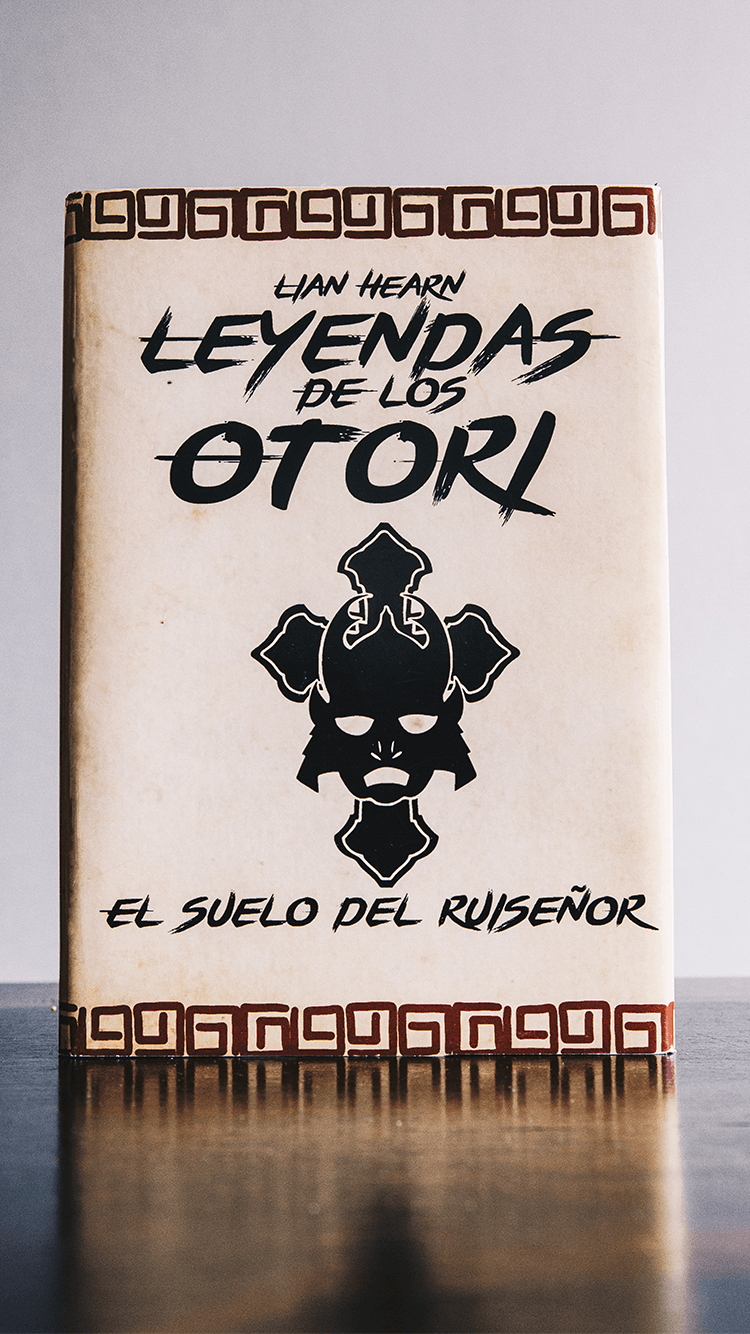 LIAN HEARN
LEYENDAS
DE LOS
OTORI
EL SUELO DEL RUISEÑOR